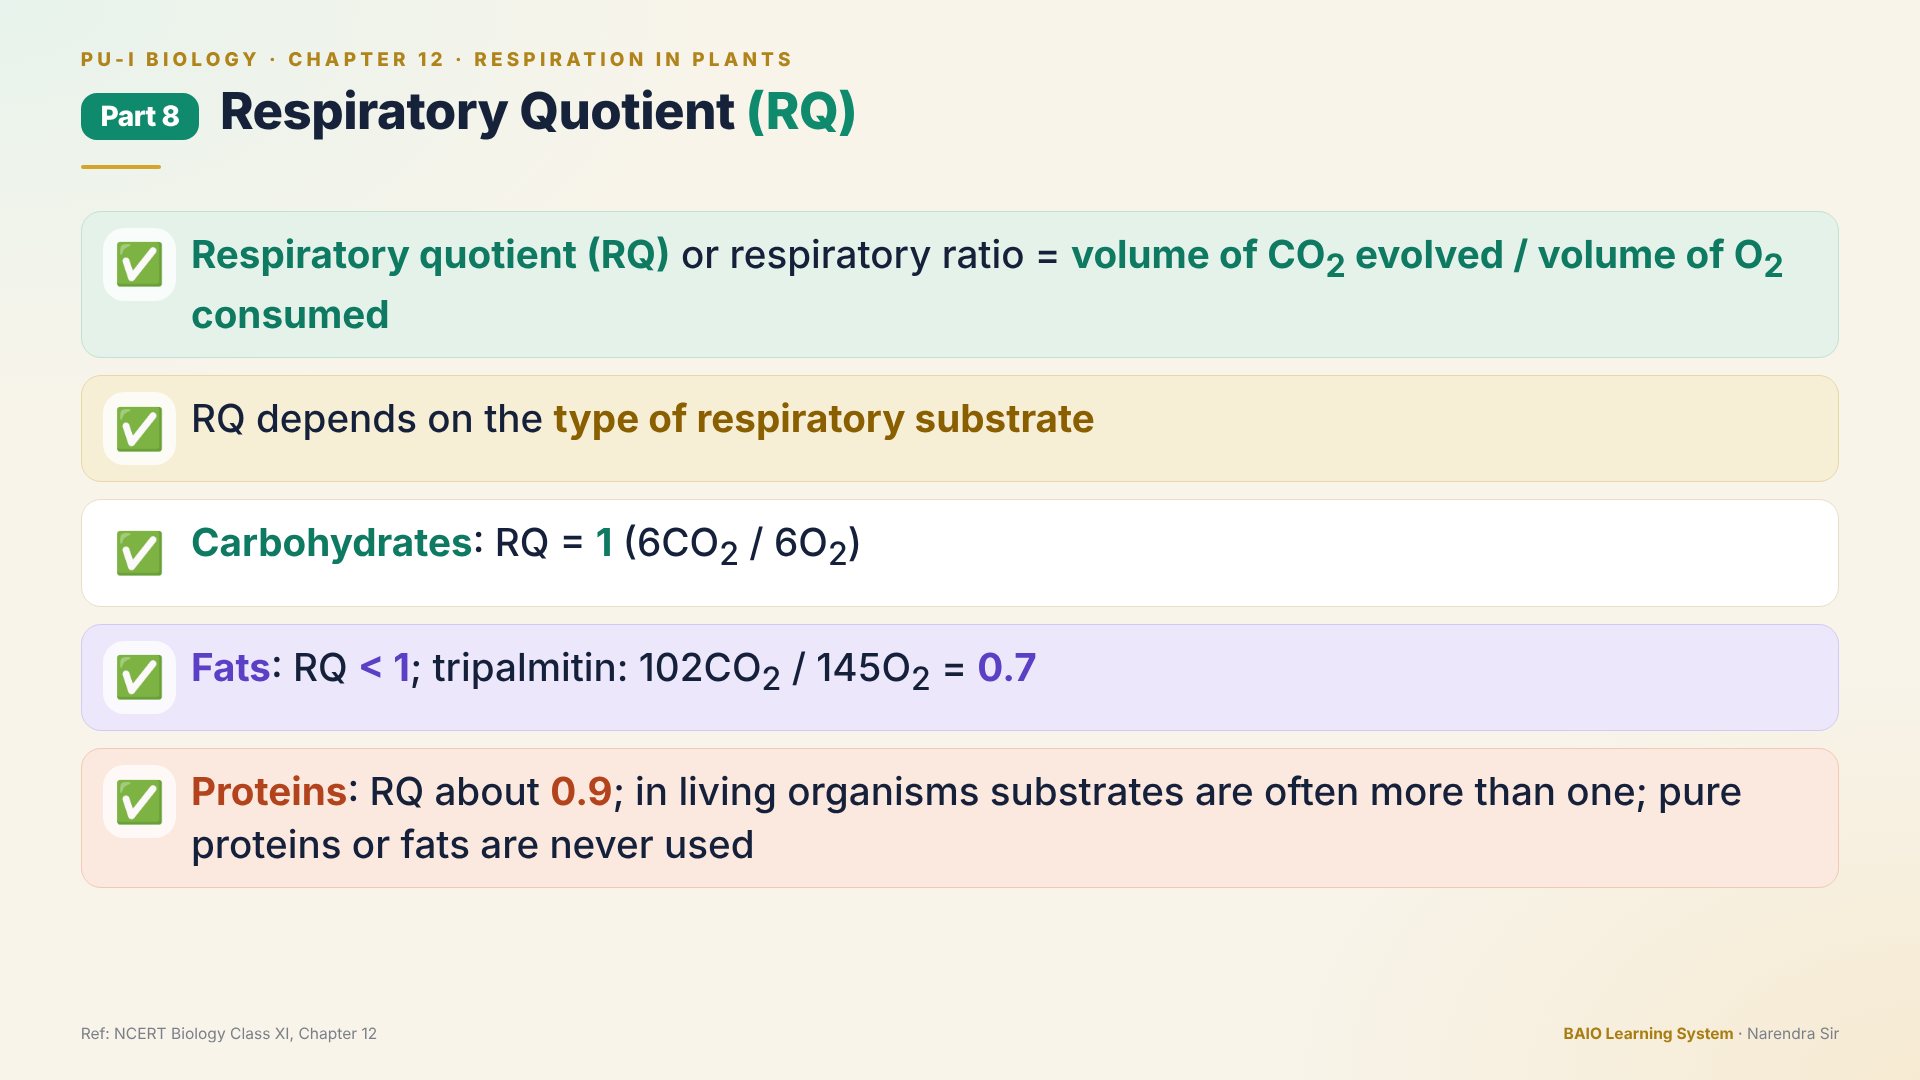 PU-I BIOLOGY · CHAPTER 12 · RESPIRATION IN PLANTS
Part 8 Respiratory Quotient (RQ)
✅ Respiratory quotient (RQ) or respiratory ratio = volume of CO₂ evolved / volume of O₂
consumed
✅ RQ depends on the type of respiratory substrate
✅ Carbohydrates: RQ = 1 (6CO₂ / 6O₂)
✅ Fats: RQ < 1; tripalmitin: 102CO₂ / 145O₂ = 0.7
✅ Proteins: RQ about 0.9; in living organisms substrates are often more than one; pure
proteins or fats are never used
Ref: NCERT Biology Class XI, Chapter 12
BAIO Learning System · Narendra Sir